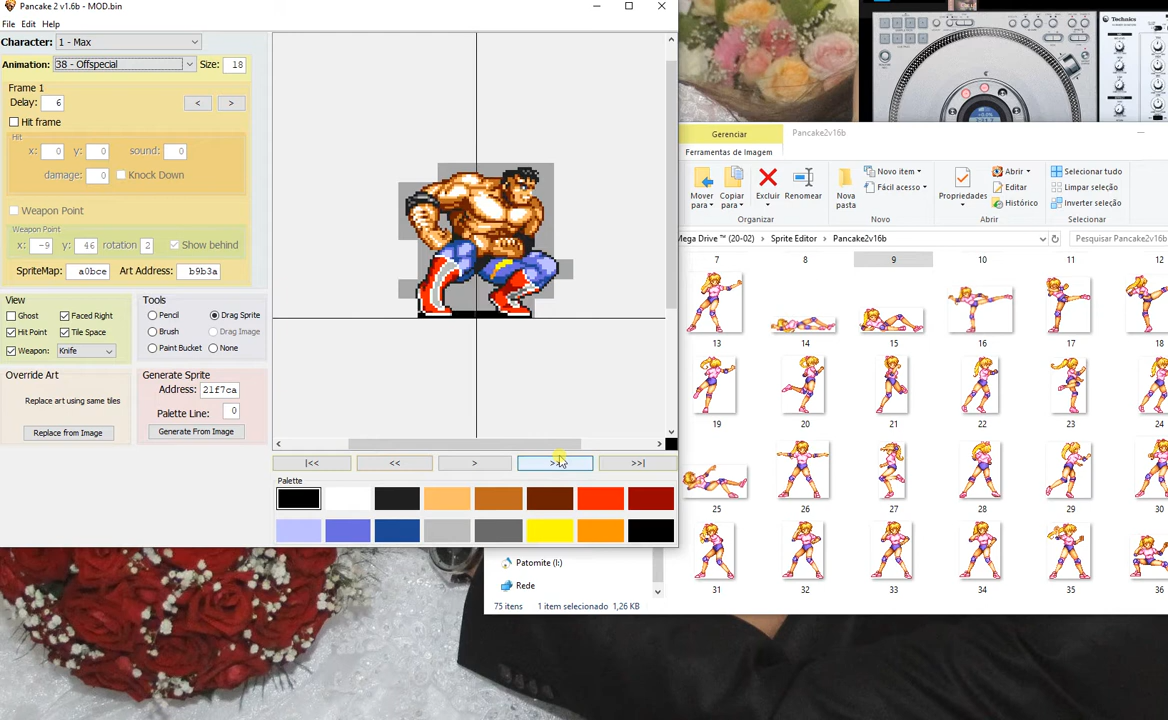 Pancake 2 v1.6b - MOD.bin
File Edit Help
Character: 1 - Max
Animation: 38 - Offspecial Size: 18
Frame 1
Delay: 6 < >
Hit frame
Hit
x: 0 y: 0 sound: 0
damage: 0 Knock Down
Weapon Point
Weapon Point
x: -9 y: 46 rotation 2 Show behind
SpriteMap: a0bce Art Address: b9b3a
View
Ghost Faced Right
Hit Point Tile Space
Weapon: Knife
Tools
Pencil Drag Sprite
Brush Drag Image
Paint Bucket None
Override Art
Replace art using same tiles
Replace from Image
Generate Sprite
Address: 21f7ca
Palette Line: 0
Generate From Image
|<< << > >> >>|
Palette
Technics
Gerenciar Pancake2v16b
Ferramentas de Imagem
Mover para Copiar para Excluir Renomear
Organizar
Nova pasta
Novo item
Fácil acesso
Novo
Propriedades
Abrir
Editar
Histórico
Abrir
Selecionar tudo
Limpar seleção
Inverter seleção
Selecionar
Mega Drive ™ (20-02) > Sprite Editor > Pancake2v16b
Pesquisar Pancake2v16b
7 8 9 10 11 12
13 14 15 16 17 18
19 20 21 22 23 24
25 26 27 28 29 30
31 32 33 34 35 36
Patomite (I:)
Rede
75 itens 1 item selecionado 1,26 KB